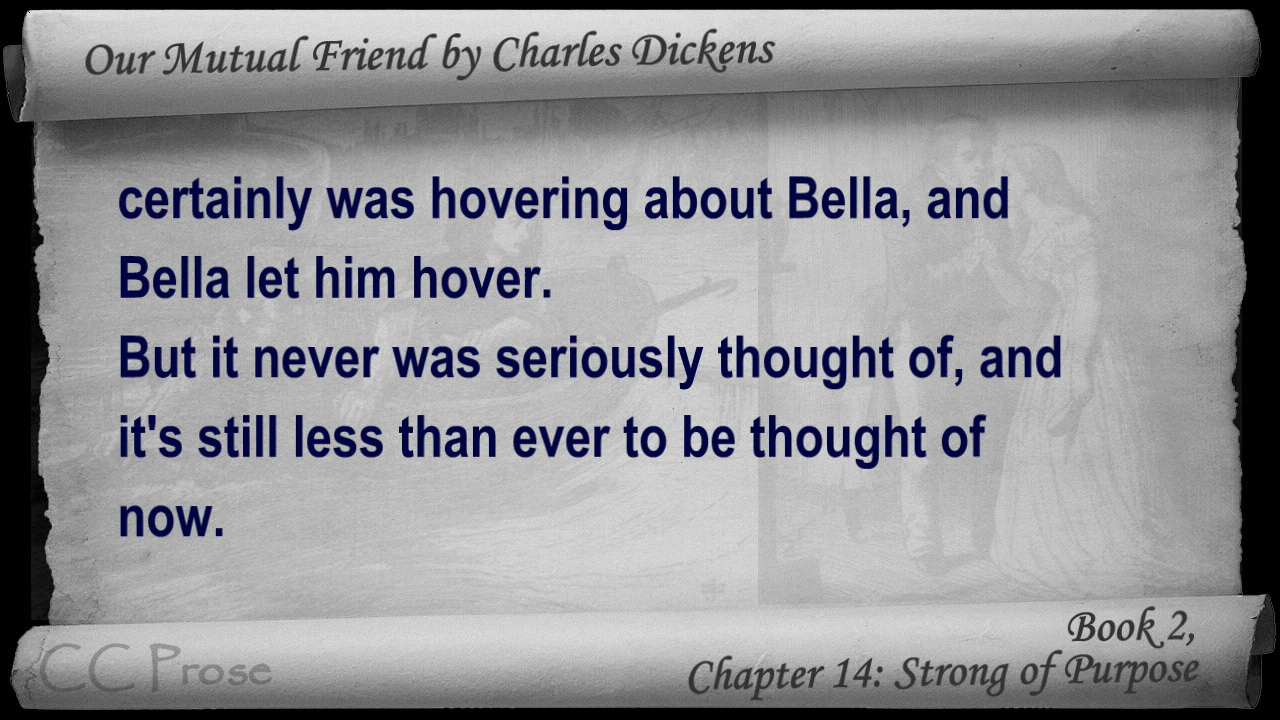 Our Mutual Friend by Charles Dickens
certainly was hovering about Bella, and
Bella let him hover.
But it never was seriously thought of, and
it's still less than ever to be thought of
now.
Book 2,
Chapter 14: Strong of Purpose
CC Prose